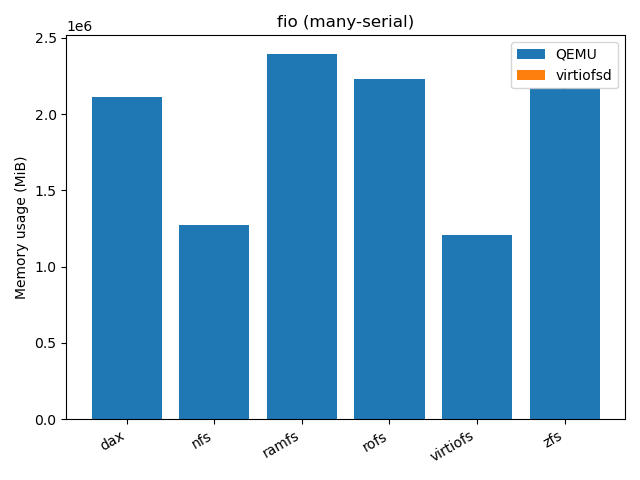 fio (many-serial)
1e6
2.5
2.0
1.5
1.0
0.5
0.0
Memory usage (MiB)
QEMU
virtiofsd
dax
nfs
ramfs
rofs
virtiofs
zfs